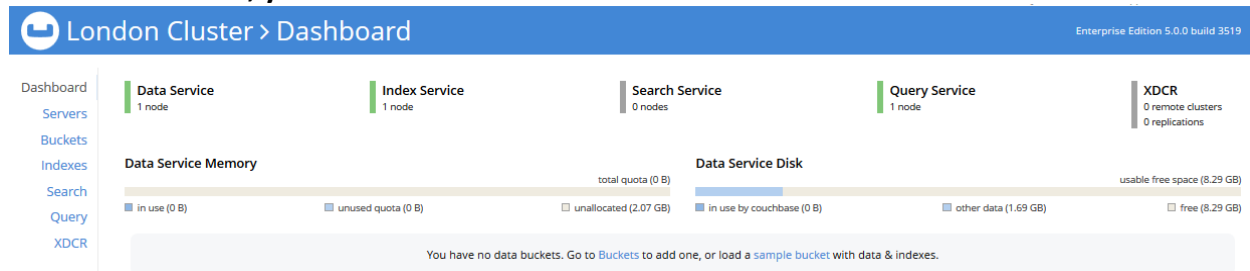 London Cluster > Dashboard
Enterprise Edition 5.0.0 build 3519
Dashboard
Servers
Buckets
Indexes
Search
Query
XDCR
Data Service
1 node
Index Service
1 node
Search Service
0 nodes
Query Service
1 node
XDCR
0 remote clusters
0 replications
Data Service Memory
total quota (0 B)
in use (0 B)
unused quota (0 B)
unallocated (2.07 GB)
Data Service Disk
usable free space (8.29 GB)
in use by couchbase (0 B)
other data (1.69 GB)
free (8.29 GB)
You have no data buckets. Go to Buckets to add one, or load a sample bucket with data & indexes.